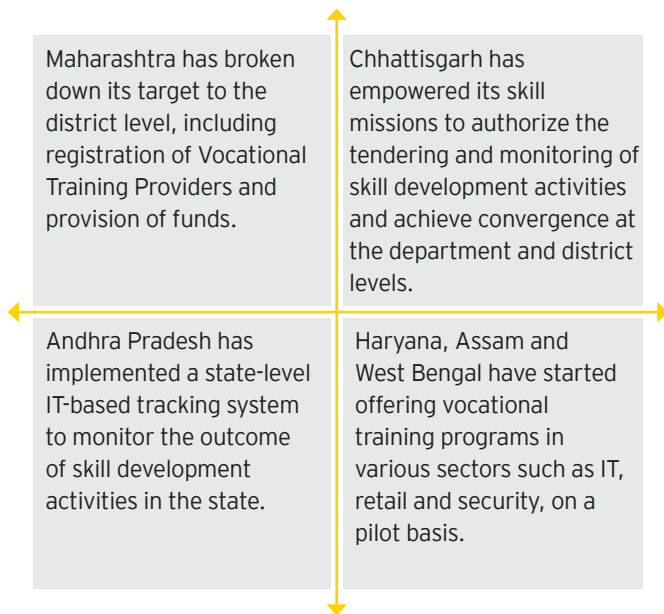 Maharashtra has broken
down its target to the
district level, including
registration of Vocational
Training Providers and
provision of funds.
Chhattisgarh has
empowered its skill
missions to authorize the
tendering and monitoring of
skill development activities
and achieve convergence at
the department and district
levels.
Andhra Pradesh has
implemented a state-level
IT-based tracking system
to monitor the outcome
of skill development
activities in the state.
Haryana, Assam and
West Bengal have started
offering vocational
training programs in
various sectors such as IT,
retail and security, on a
pilot basis.